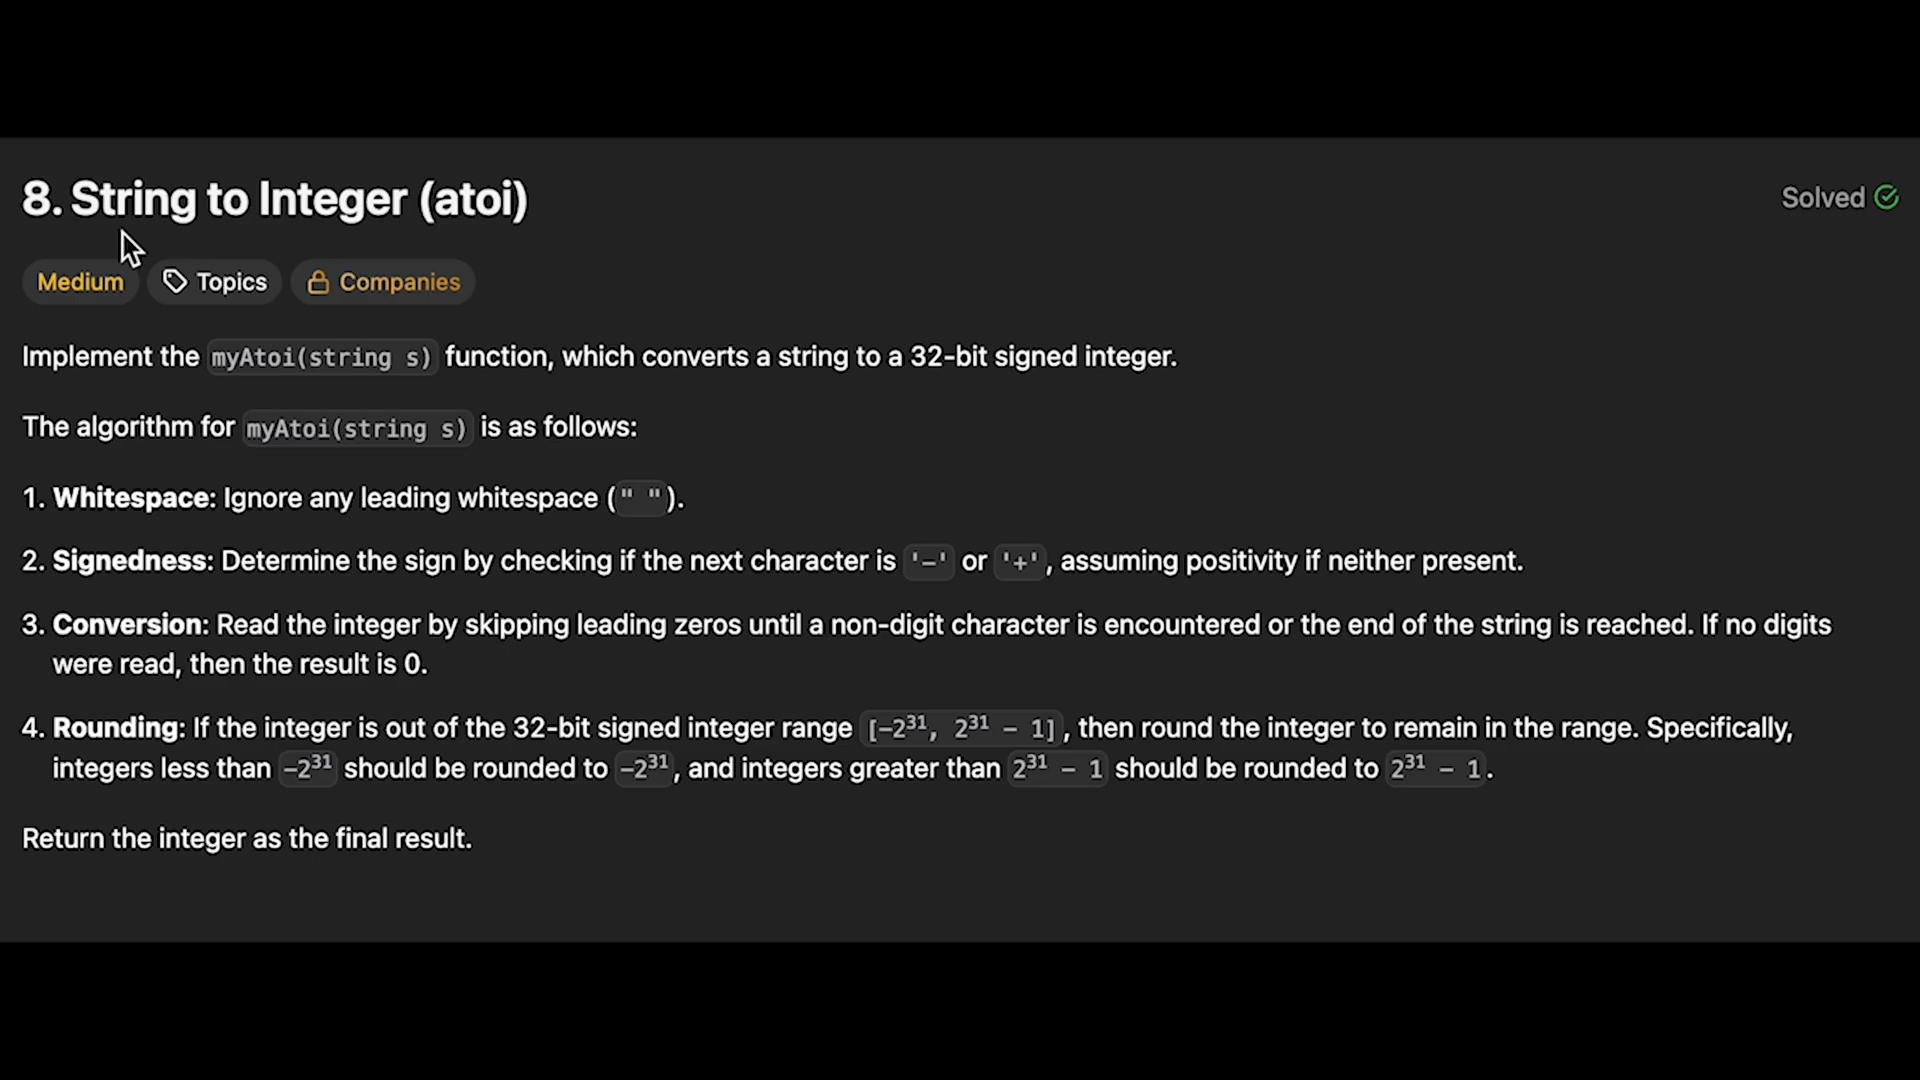 8. String to Integer (atoi)
Solved
Medium
Topics
Companies
Implement the myAtoi(string s) function, which converts a string to a 32-bit signed integer.
The algorithm for myAtoi(string s) is as follows:
1. Whitespace: Ignore any leading whitespace (" ").
2. Signedness: Determine the sign by checking if the next character is '-' or '+', assuming positivity if neither present.
3. Conversion: Read the integer by skipping leading zeros until a non-digit character is encountered or the end of the string is reached. If no digits
were read, then the result is 0.
4. Rounding: If the integer is out of the 32-bit signed integer range [-2³¹, 2³¹ - 1], then round the integer to remain in the range. Specifically,
integers less than -2³¹ should be rounded to -2³¹, and integers greater than 2³¹ - 1 should be rounded to 2³¹ - 1.
Return the integer as the final result.